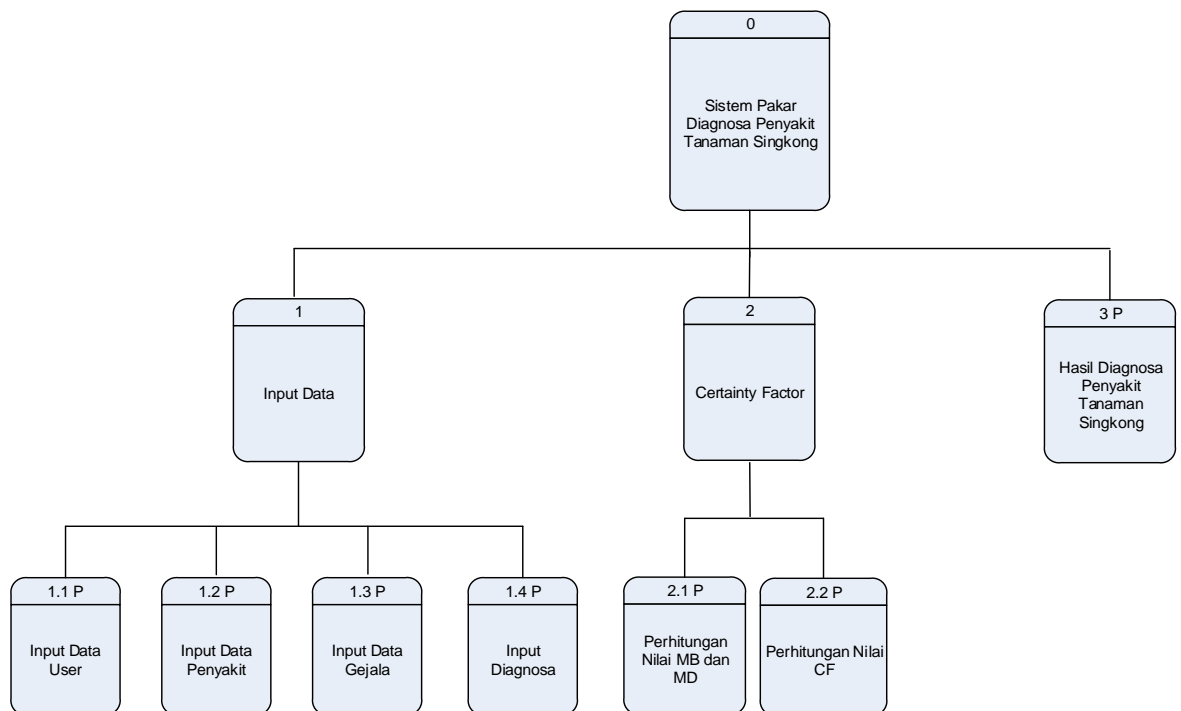 0
Sistem Pakar
Diagnosa Penyakit
Tanaman Singkong
1
Input Data
2
Certainty Factor
3 P
Hasil Diagnosa
Penyakit
Tanaman
Singkong
1.1 P
Input Data
User
1.2 P
Input Data
Penyakit
1.3 P
Input Data
Gejala
1.4 P
Input
Diagnosa
2.1 P
Perhitungan
Nilai MB dan
MD
2.2 P
Perhitungan Nilai
CF